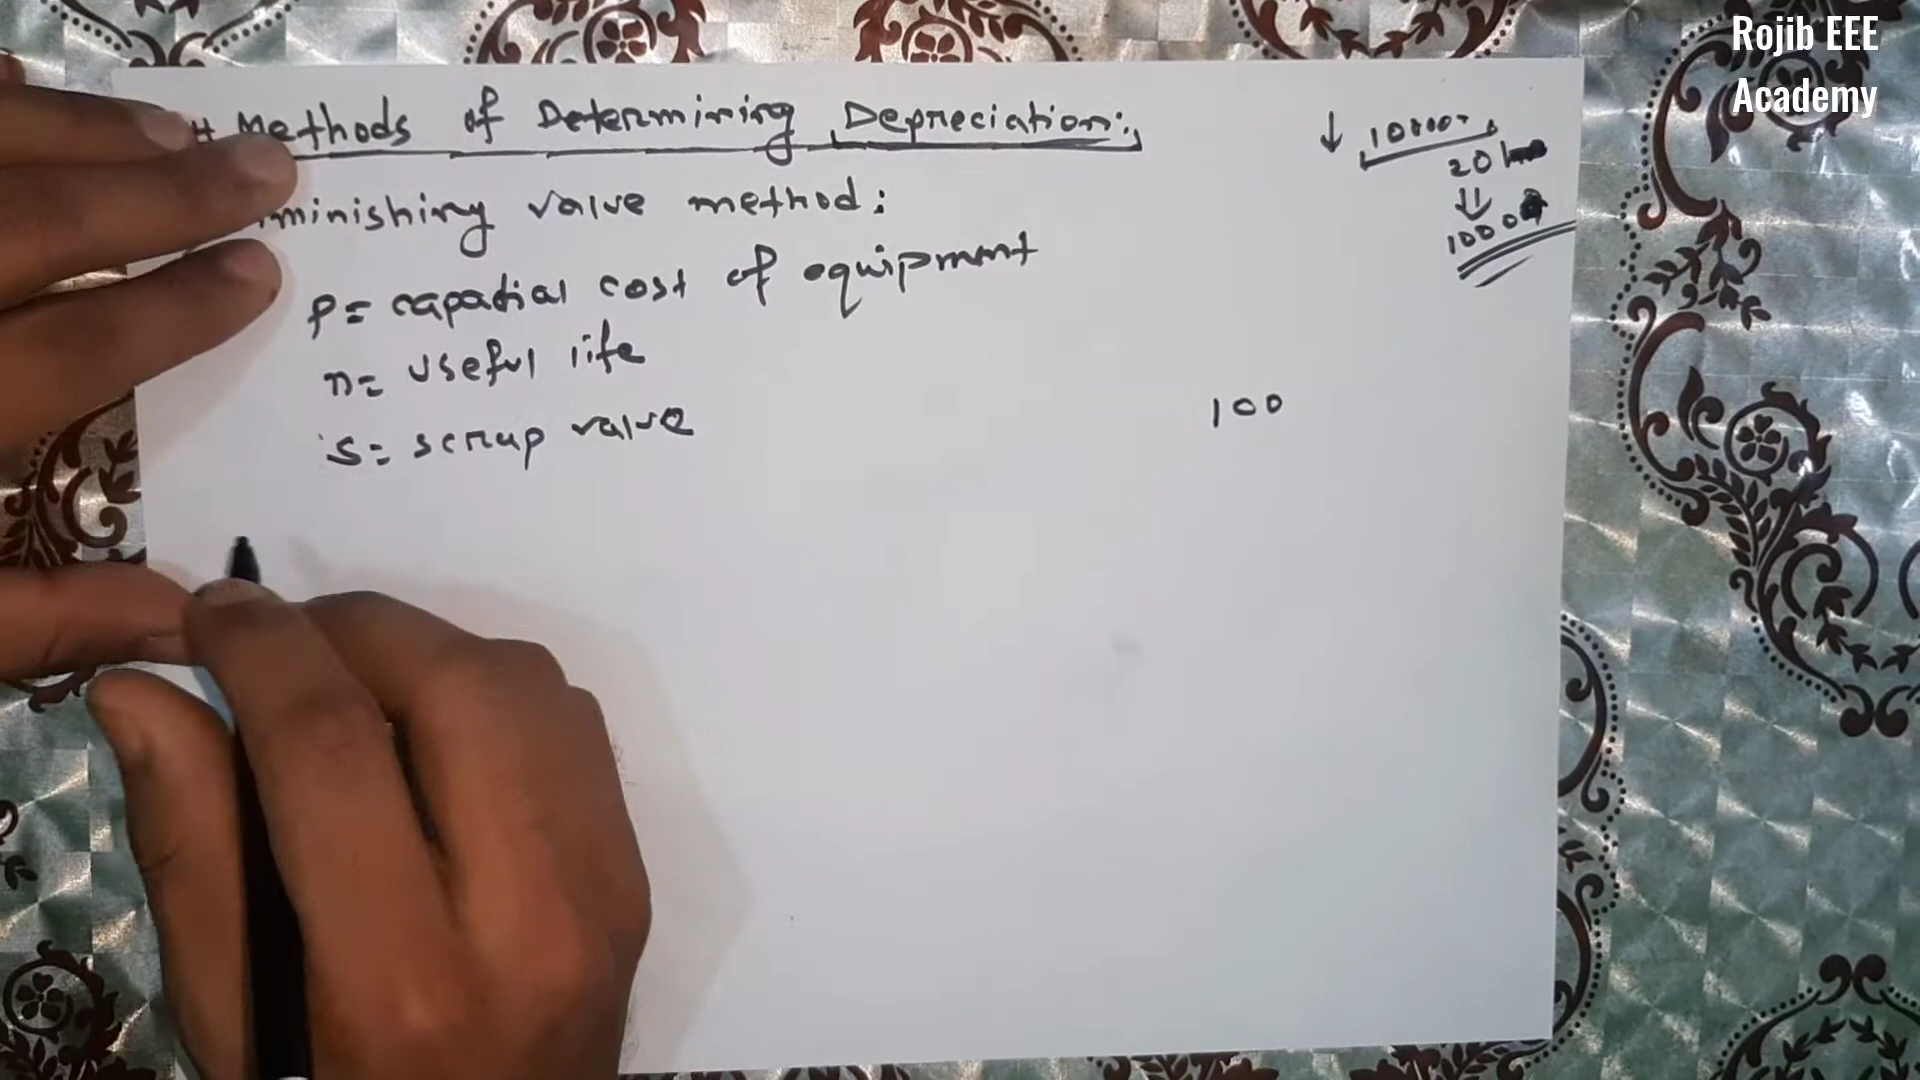 # Methods of Determining Depreciation:
minishing value method:
P= capatial cost of equipment
n= useful life
S= scrap value
100
↓ 10000
20
⇓
1000
Rojib EEE
Academy